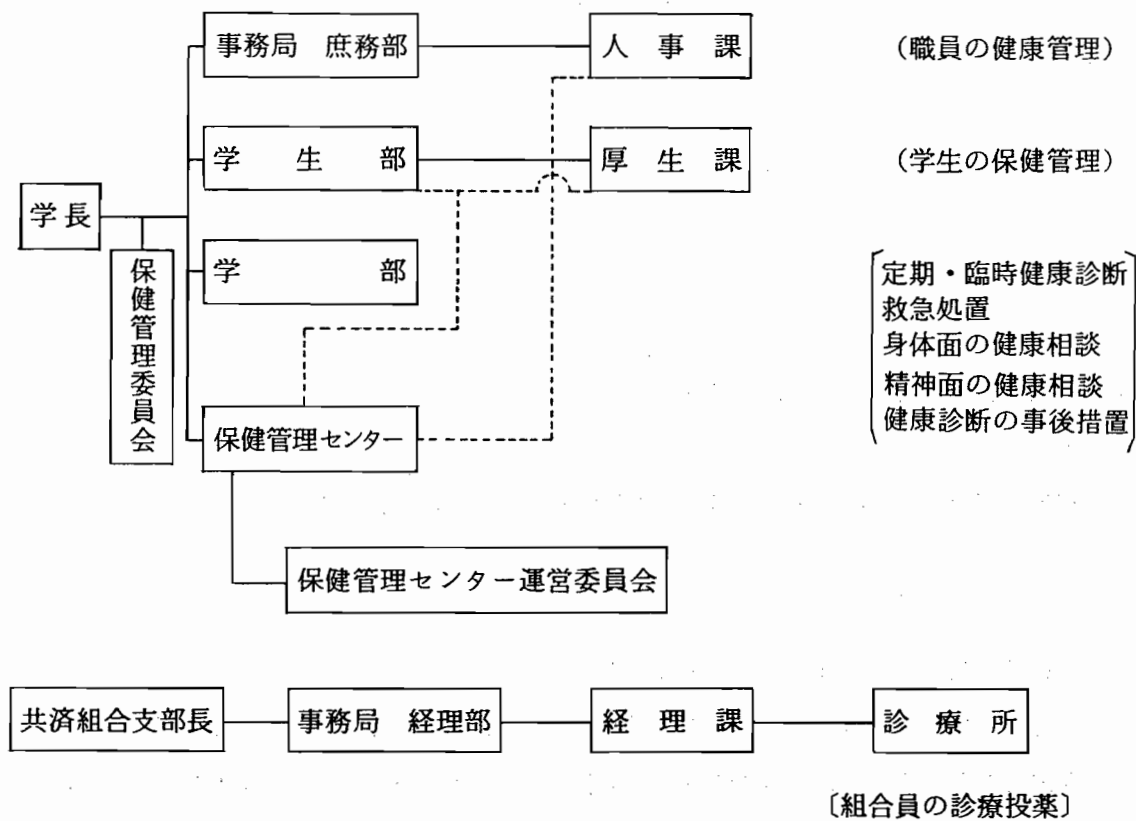 事務局 庶務部
人事課
(職員の健康管理)
学生部
厚生課
(学生の保健管理)
学長
保健管理委員会
学部
定期・臨時健康診断
救急処置
身体面の健康相談
精神面の健康相談
健康診断の事後措置
保健管理センター
保健管理センター運営委員会
共済組合支部長
事務局 経理部
経理課
診療所
〔組合員の診療投薬〕